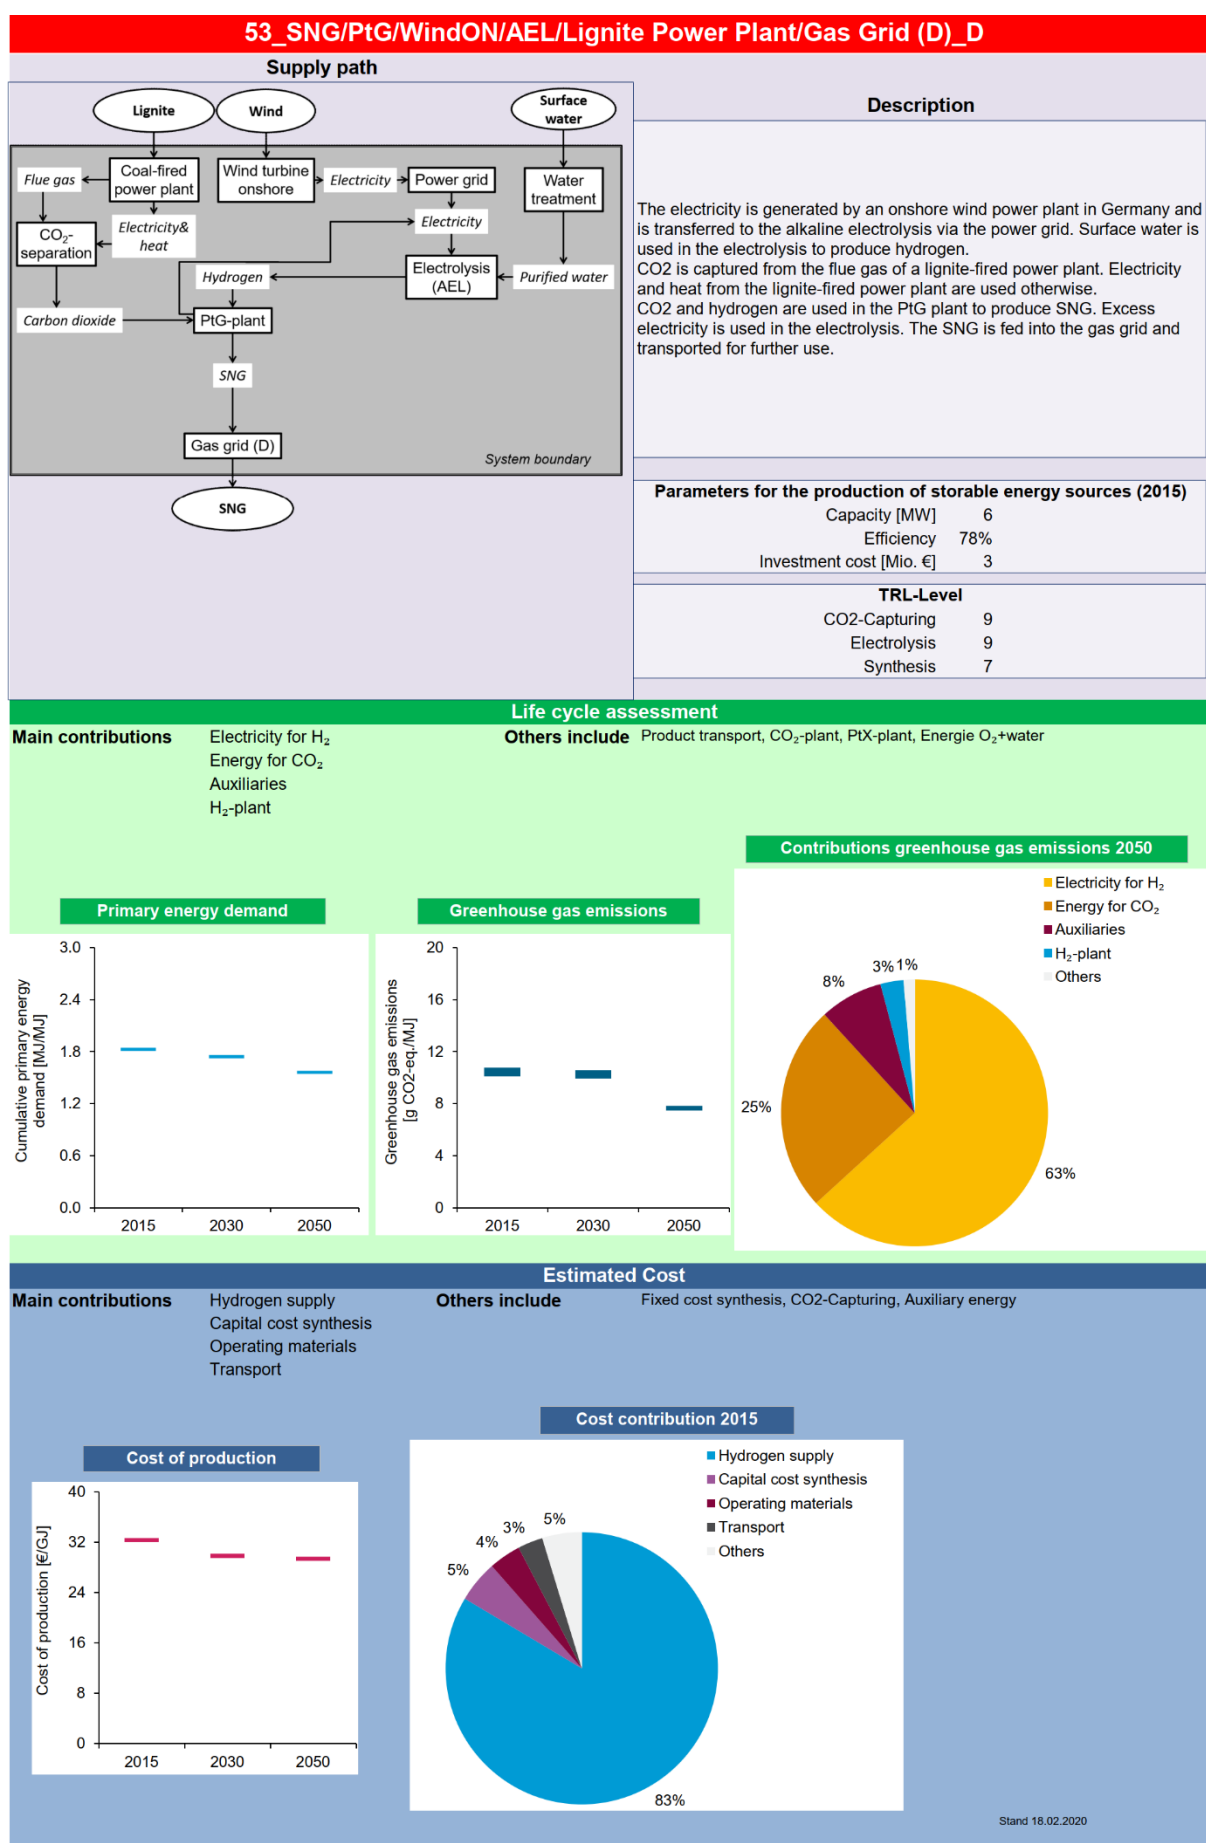 53_SNG/PtG/WindON/AEL/Lignite Power Plant/Gas Grid (D)_D
Supply path
Lignite
Wind
Surface
water
Flue gas
Coal-fired
power plant
Wind turbine
onshore
Electricity
Power grid
Water
treatment
CO₂-
separation
Electricity&
heat
Electricity
Hydrogen
Electrolysis
(AEL)
Purified water
Carbon dioxide
PtG-plant
SNG
Gas grid (D)
System boundary
SNG
Description
The electricity is generated by an onshore wind power plant in Germany and
is transferred to the alkaline electrolysis via the power grid. Surface water is
used in the electrolysis to produce hydrogen.
CO2 is captured from the flue gas of a lignite-fired power plant. Electricity
and heat from the lignite-fired power plant are used otherwise.
CO2 and hydrogen are used in the PtG plant to produce SNG. Excess
electricity is used in the electrolysis. The SNG is fed into the gas grid and
transported for further use.
Parameters for the production of storable energy sources (2015)
Capacity [MW] 6
Efficiency 78%
Investment cost [Mio. €] 3
TRL-Level
CO2-Capturing 9
Electrolysis 9
Synthesis 7
Life cycle assessment
Main contributions
Electricity for H₂
Energy for CO₂
Auxiliaries
H₂-plant
Others include Product transport, CO₂-plant, PtX-plant, Energie O₂+water
Primary energy demand
Cumulative primary energy
demand [MJ/MJ]
3.0
2.4
1.8
1.2
0.6
0.0
2015 2030 2050
Greenhouse gas emissions
Greenhouse gas emissions
[g CO2-eq./MJ]
20
16
12
8
4
0
2015 2030 2050
Contributions greenhouse gas emissions 2050
Electricity for H₂
Energy for CO₂
Auxiliaries
H₂-plant
Others
3% 1%
8%
25%
63%
Estimated Cost
Main contributions
Hydrogen supply
Capital cost synthesis
Operating materials
Transport
Others include Fixed cost synthesis, CO2-Capturing, Auxiliary energy
Cost of production
Cost of production [€/GJ]
40
32
24
16
8
0
2015 2030 2050
Cost contribution 2015
Hydrogen supply
Capital cost synthesis
Operating materials
Transport
Others
5%
3%
4%
5%
83%
Stand 18.02.2020